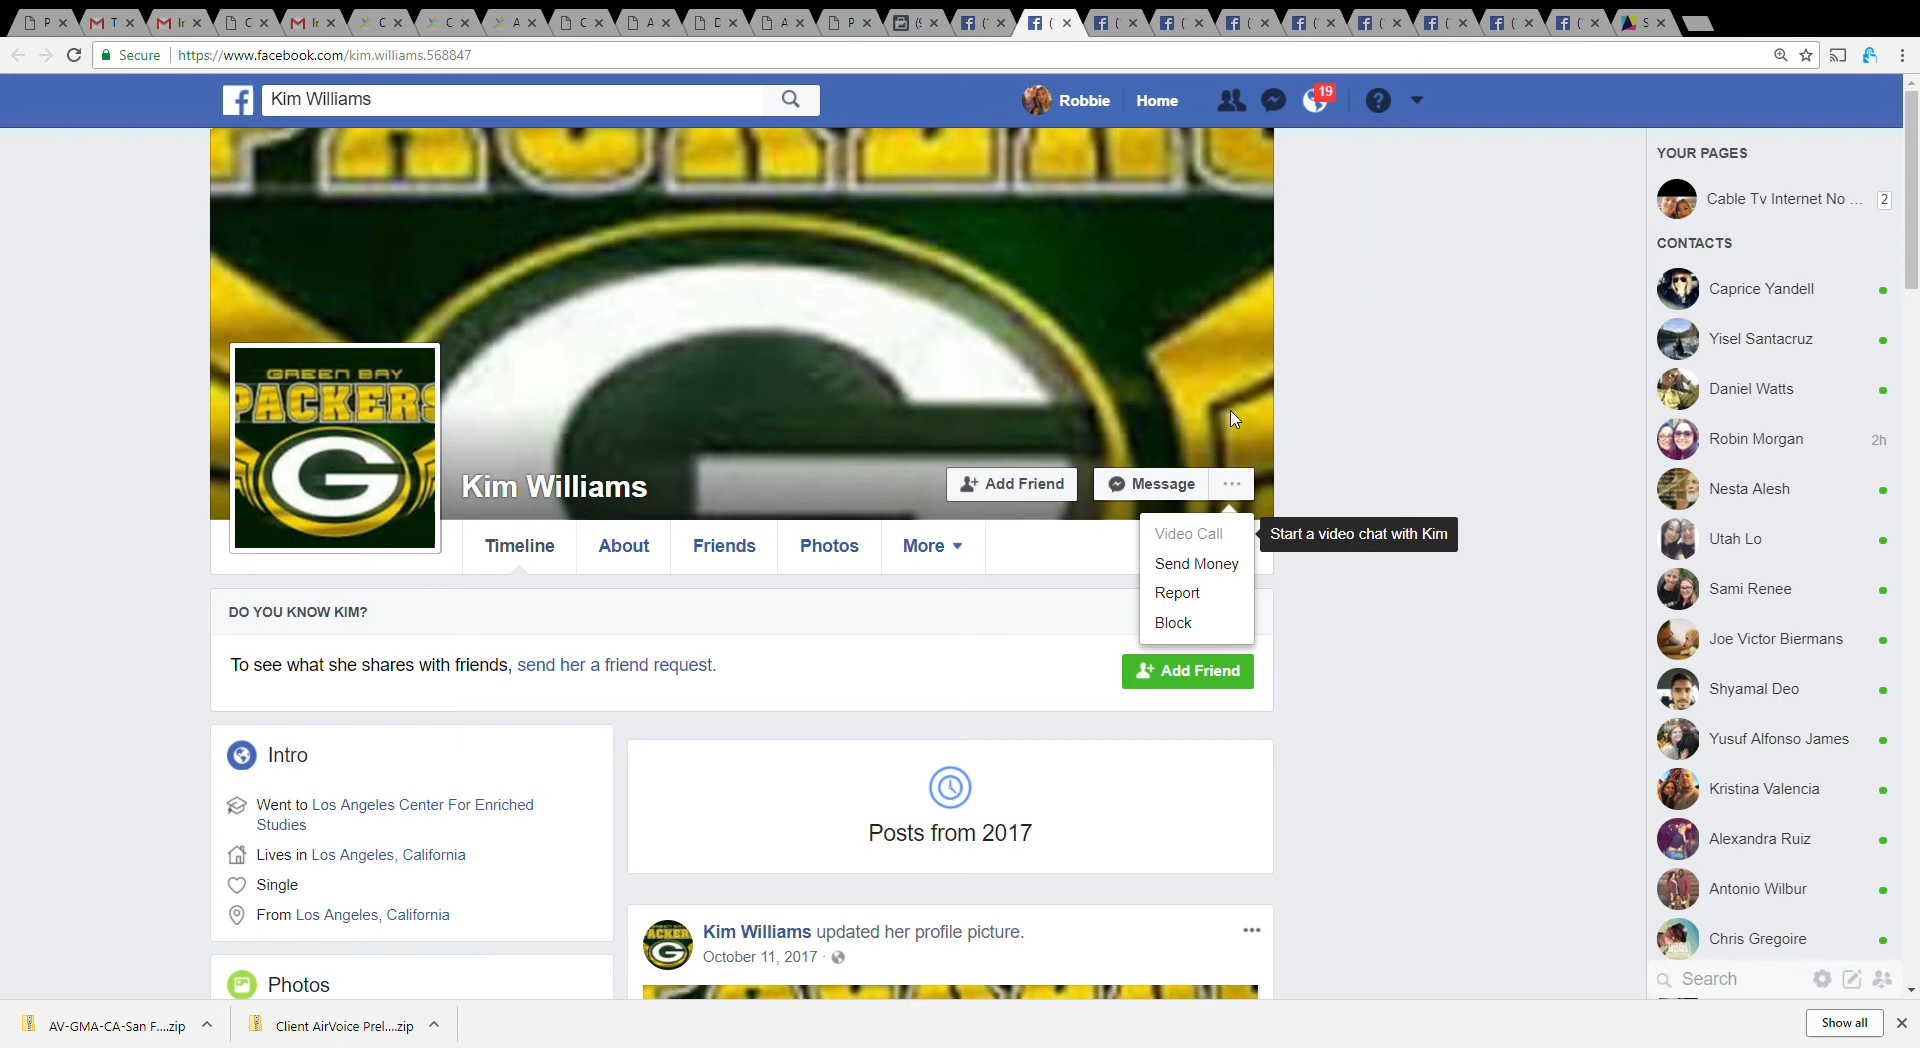 Secure
https://www.facebook.com/kim.williams.568847
Kim Williams
Robbie
Home
19
PACKERS
GREEN BAY
PACKERS
G
Kim Williams
Add Friend
Message
Video Call
Send Money
Report
Block
Start a video chat with Kim
Timeline
About
Friends
Photos
More
DO YOU KNOW KIM?
To see what she shares with friends, send her a friend request.
Add Friend
Intro
Went to Los Angeles Center For Enriched
Studies
Lives in Los Angeles, California
Single
From Los Angeles, California
Photos
Posts from 2017
Kim Williams updated her profile picture.
October 11, 2017
YOUR PAGES
Cable Tv Internet No ...
2
CONTACTS
Caprice Yandell
Yisel Santacruz
Daniel Watts
Robin Morgan
2h
Nesta Alesh
Utah Lo
Sami Renee
Joe Victor Biermans
Shyamal Deo
Yusuf Alfonso James
Kristina Valencia
Alexandra Ruiz
Antonio Wilbur
Chris Gregoire
Search
AV-GMA-CA-San F....zip
Client AirVoice Prel....zip
Show all